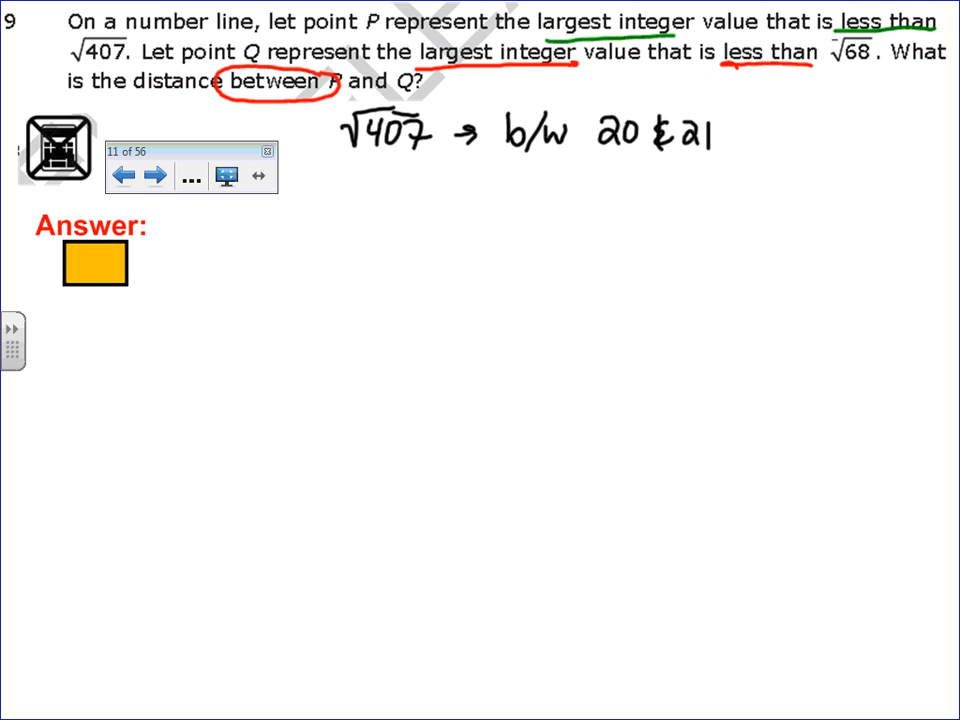 9 On a number line, let point P represent the largest integer value that is less than
√407. Let point Q represent the largest integer value that is less than -√68. What
is the distance between P and Q?
√407 → b/w 20 & 21
11 of 56
...
Answer: